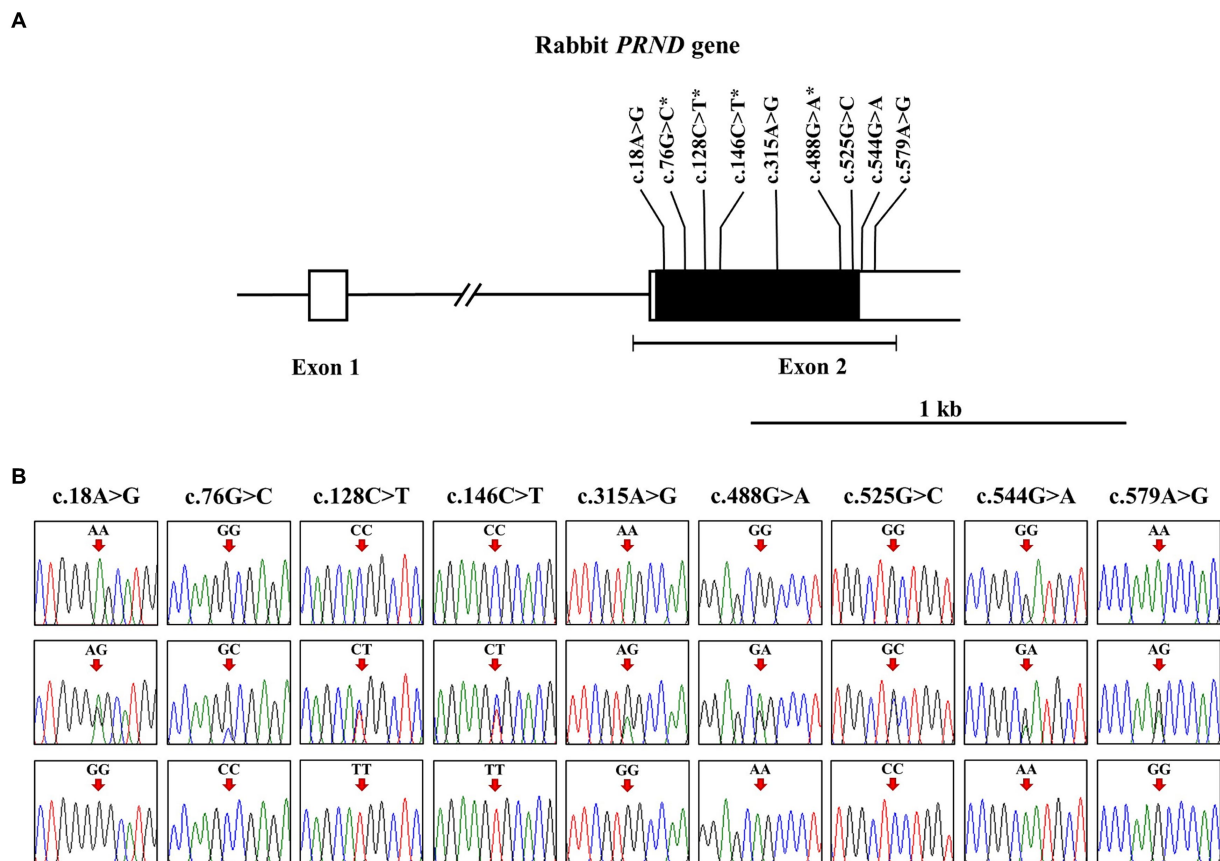 A
Rabbit PRND gene
c.18A>G
c.76G>C*
c.128C>T*
c.146C>T*
c.315A>G
c.488G>A*
c.525G>C
c.544G>A
c.579A>G
Exon 1
Exon 2
1 kb
B
c.18A>G c.76G>C c.128C>T c.146C>T c.315A>G c.488G>A c.525G>C c.544G>A c.579A>G
AA GG CC CC AA GG GG GG AA
AG GC CT CT AG GA GC GA AG
GG CC TT TT GG AA CC AA GG